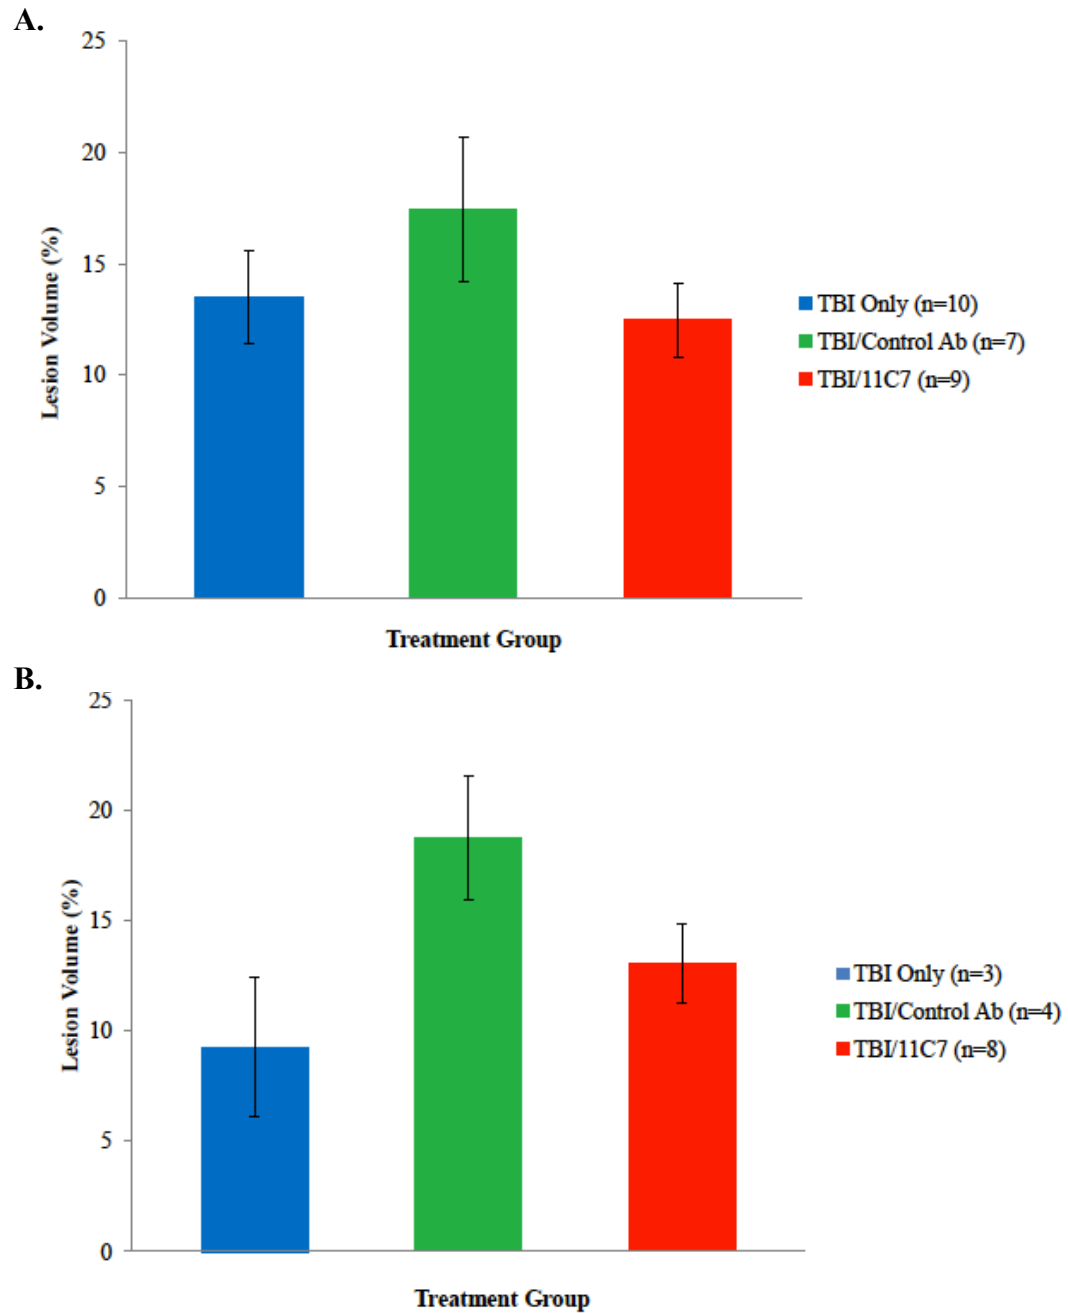 A.
25
20
15
10
5
0
Lesion Volume (%)
Treatment Group
TBI Only (n=10)
TBI/Control Ab (n=7)
TBI/11C7 (n=9)
B.
25
20
15
10
5
0
Lesion Volume (%)
Treatment Group
TBI Only (n=3)
TBI/Control Ab (n=4)
TBI/11C7 (n=8)